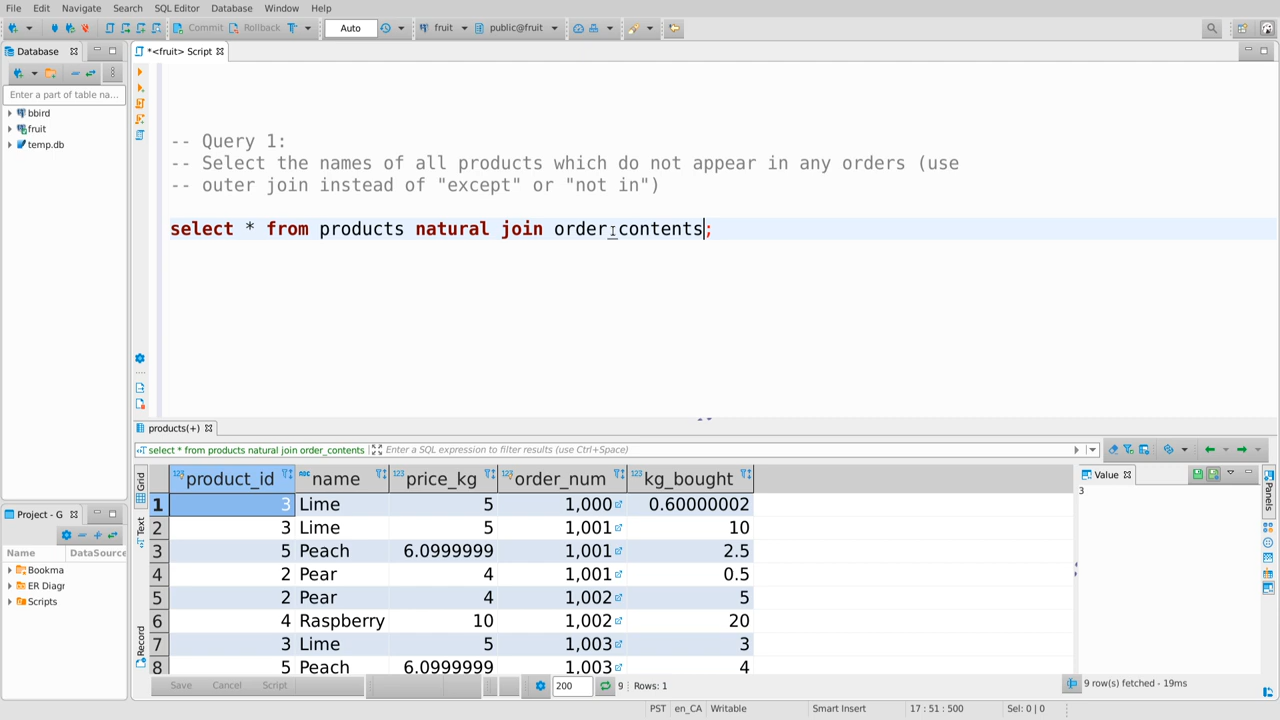 File Edit Navigate Search SQL Editor Database Window Help
Commit Rollback Auto fruit public@fruit
Database
*<fruit> Script
Enter a part of table na...
bbird
fruit
temp.db
-- Query 1:
-- Select the names of all products which do not appear in any orders (use
-- outer join instead of "except" or "not in")
select * from products natural join order_contents;
products(+)
select * from products natural join order_contents Enter a SQL expression to filter results (use Ctrl+Space)
Grid
Text
Record
product_id name price_kg order_num kg_bought
1 3 Lime 5 1,000 0.60000002
2 3 Lime 5 1,001 10
3 5 Peach 6.0999999 1,001 2.5
4 2 Pear 4 1,001 0.5
5 2 Pear 4 1,002 5
6 4 Raspberry 10 1,002 20
7 3 Lime 5 1,003 3
8 5 Peach 6.0999999 1,003 4
Value
3
Panels
Project - G
Name DataSource
Bookma
ER Diagr
Scripts
Save Cancel Script 200 9 Rows: 1
9 row(s) fetched - 19ms
PST en_CA Writable Smart Insert 17 : 51 : 500 Sel: 0 | 0